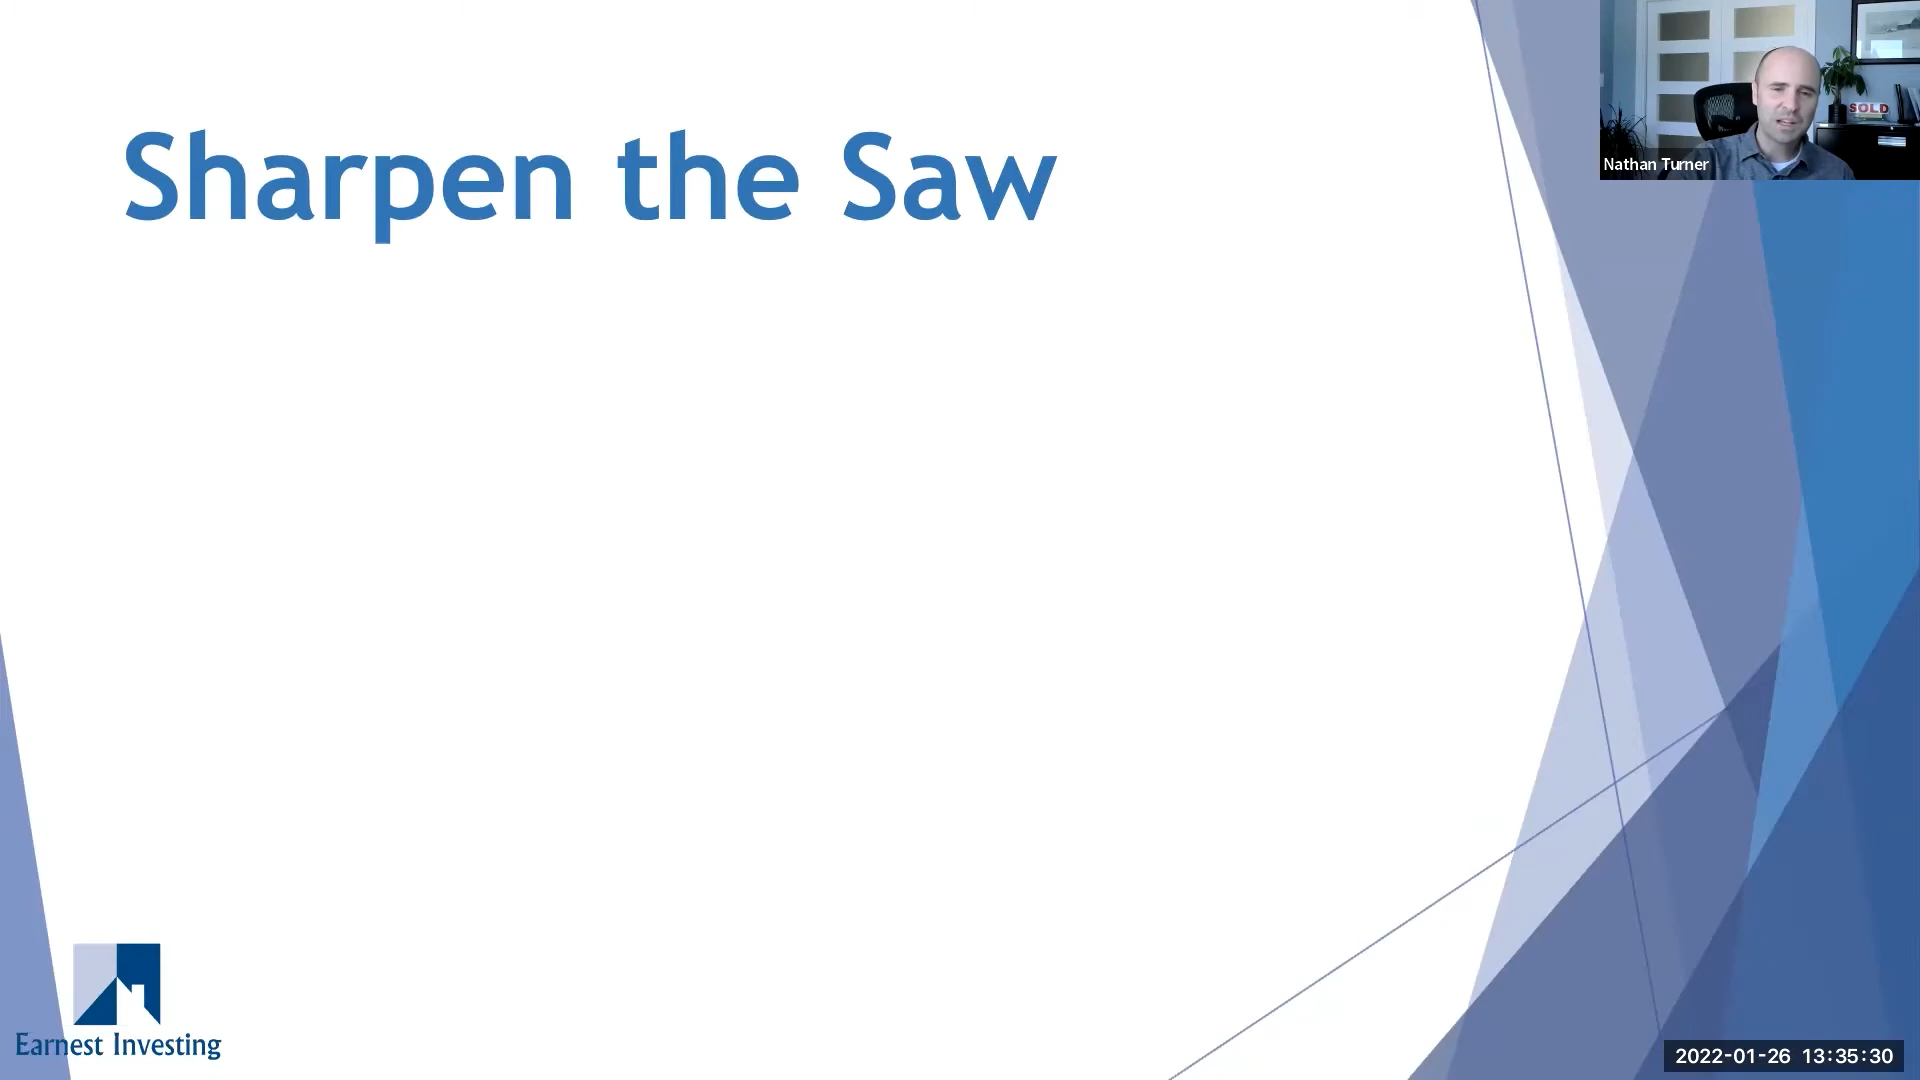 Sharpen the Saw
SOLD
Nathan Turner
Earnest Investing
2022-01-26 13:35:30